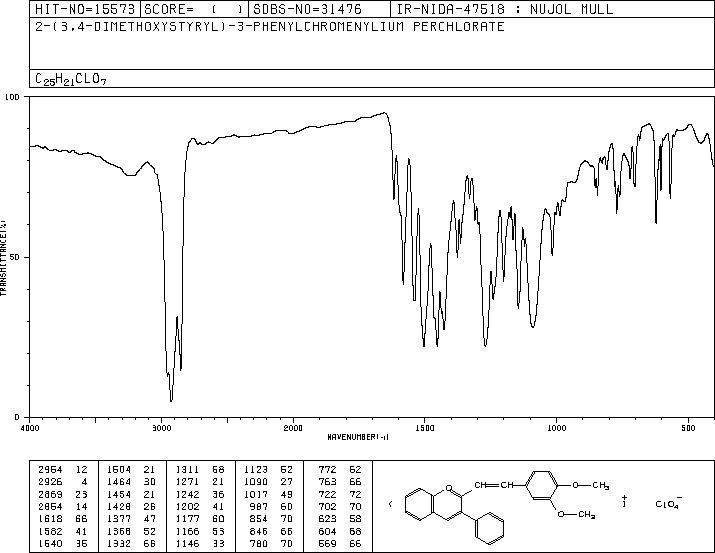 HIT-NO=15573 SCORE= ( ) SDBS-NO=31476 IR-NIDA-47518 : NUJOL MULL
2-(3,4-DIMETHOXYSTYRYL)-3-PHENYLCHROMENYLIUM PERCHLORATE
C25H21CLO7
100
50
0
TRANSMITTANCE(%)
4000 3000 2000 1500 1000 500
WAVENUMBER(-1)
2954 12 1504 21 1311 68 1123 52 772 62
2926 4 1464 30 1271 21 1090 27 763 66
2869 23 1454 21 1242 36 1017 49 722 72
2854 14 1428 26 1202 41 987 60 702 70
1618 66 1377 47 1177 60 854 70 623 58
1582 41 1368 52 1166 53 846 66 604 68
1540 35 1332 66 1146 33 780 70 569 66
O CH=CH O-CH3
O-CH3
( ) ClO4-